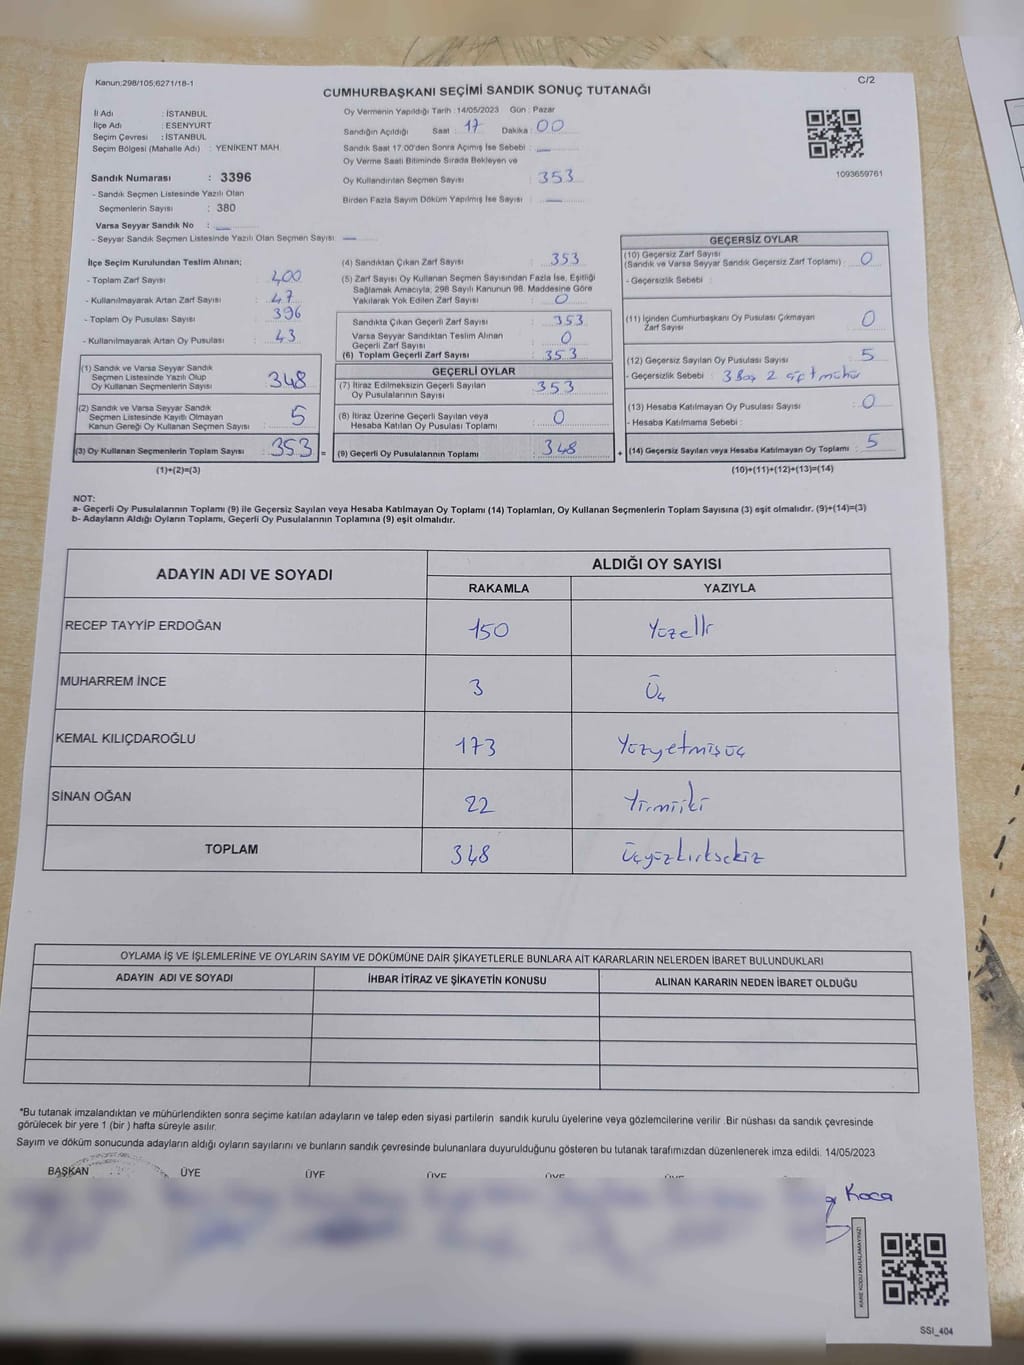 Kanun;298/105;6271/18-1
C/2
CUMHURBAŞKANI SEÇİMİ SANDIK SONUÇ TUTANAĞI
İl Adı : İSTANBUL
İlçe Adı : ESENYURT
Seçim Çevresi : İSTANBUL
Seçim Bölgesi (Mahalle Adı) : YENİKENT MAH.
Sandık Numarası : 3396
- Sandık Seçmen Listesinde Yazılı Olan
Seçmenlerin Sayısı : 380
Varsa Seyyar Sandık No :
- Seyyar Sandık Seçmen Listesinde Yazılı Olan Seçmen Sayısı :
Oy Vermenin Yapıldığı Tarih : 14/05/2023 Gün : Pazar
Sandığın Açıldığı Saat : 17 Dakika : 00
Sandık Saat 17.00'den Sonra Açımış İse Sebebi :
Oy Verme Saati Bitiminde Sırada Bekleyen ve
Oy Kullandırılan Seçmen Sayısı : 353
Birden Fazla Sayım Döküm Yapılmış İse Sayısı :
1093659761
İlçe Seçim Kurulundan Teslim Alınan;
- Toplam Zarf Sayısı : 400
- Kullanılmayarak Artan Zarf Sayısı : 47
- Toplam Oy Pusulası Sayısı : 396
- Kullanılmayarak Artan Oy Pusulası : 43
(1) Sandık ve Varsa Seyyar Sandık
Seçmen Listesinde Yazılı Olup
Oy Kullanan Seçmenlerin Sayısı : 348
(2) Sandık ve Varsa Seyyar Sandık
Seçmen Listesinde Kayıtlı Olmayan
Kanun Gereği Oy Kullanan Seçmen Sayısı : 5
(3) Oy Kullanan Seçmenlerin Toplam Sayısı : 353 =
(1)+(2)=(3)
(4) Sandıktan Çıkan Zarf Sayısı : 353
(5) Zarf Sayısı Oy Kullanan Seçmen Sayısından Fazla İse, Eşitliği
Sağlamak Amacıyla; 298 Sayılı Kanunun 98. Maddesine Göre
Yakılarak Yok Edilen Zarf Sayısı : 0
Sandıkta Çıkan Geçerli Zarf Sayısı : 353
Varsa Seyyar Sandıktan Teslim Alınan
Geçerli Zarf Sayısı : 0
(6) Toplam Geçerli Zarf Sayısı : 353
GEÇERLİ OYLAR
(7) İtiraz Edilmeksizin Geçerli Sayılan
Oy Pusulasının Sayısı : 353
(8) İtiraz Üzerine Geçerli Sayılan veya
Hesaba Katılan Oy Pusulası Toplamı : 0
(9) Geçerli Oy Pusulalarının Toplamı : 348 +
GEÇERSİZ OYLAR
(10) Geçersiz Zarf Sayısı
(Sandık ve Varsa Seyyar Sandık Geçersiz Zarf Toplamı) : 0
- Geçersizlik Sebebi :
(11) İçinden Cumhurbaşkanı Oy Pusulası Çıkmayan
Zarf Sayısı : 0
(12) Geçersiz Sayılan Oy Pusulası Sayısı : 5
- Geçersizlik Sebebi : 3 Boş 2 çift mühür
(13) Hesaba Katılmayan Oy Pusulası Sayısı : 0
- Hesaba Katılmama Sebebi :
(14) Geçersiz Sayılan veya Hesaba Katılmayan Oy Toplamı : 5
(10)+(11)+(12)+(13)=(14)
NOT:
a- Geçerli Oy Pusulalarının Toplamı (9) ile Geçersiz Sayılan veya Hesaba Katılmayan Oy Toplamı (14) Toplamları, Oy Kullanan Seçmenlerin Toplam Sayısına (3) eşit olmalıdır. (9)+(14)=(3)
b- Adayların Aldığı Oyların Toplamı, Geçerli Oy Pusulalarının Toplamına (9) eşit olmalıdır.
ADAYIN ADI VE SOYADI ALDIĞI OY SAYISI
RAKAMLA YAZIYLA
RECEP TAYYİP ERDOĞAN 150 Yüzelli
MUHARREM İNCE 3 Üç
KEMAL KILIÇDAROĞLU 173 Yüzyetmişüç
SİNAN OĞAN 22 Yirmiiki
TOPLAM 348 Üçyüzkırksekiz
OYLAMA İŞ VE İŞLEMLERİNE VE OYLARIN SAYIM VE DÖKÜMÜNE DAİR ŞİKAYETLERLE BUNLARA AİT KARARLARIN NELERDEN İBARET BULUNDUKLARI
ADAYIN ADI VE SOYADI İHBAR İTİRAZ VE ŞİKAYETİN KONUSU ALINAN KARARIN NEDEN İBARET OLDUĞU
*Bu tutanak imzalandıktan ve mühürlendikten sonra seçime katılan adayların ve talep eden siyasi partilerin sandık kurulu üyelerine veya gözlemcilerine verilir. Bir nüshası da sandık çevresinde
görülecek bir yere 1 (bir ) hafta süreyle asılır.
Sayım ve döküm sonucunda adayların aldığı oyların sayılarını ve bunların sandık çevresinde bulunanlara duyurulduğunu gösteren bu tutanak tarafımızdan düzenlenerek imza edildi. 14/05/2023
BAŞKAN ÜYE ÜYE ÜYE ÜYE ÜYE
Koca
KARE KODU KARALAMAYINIZ!
SSI_404